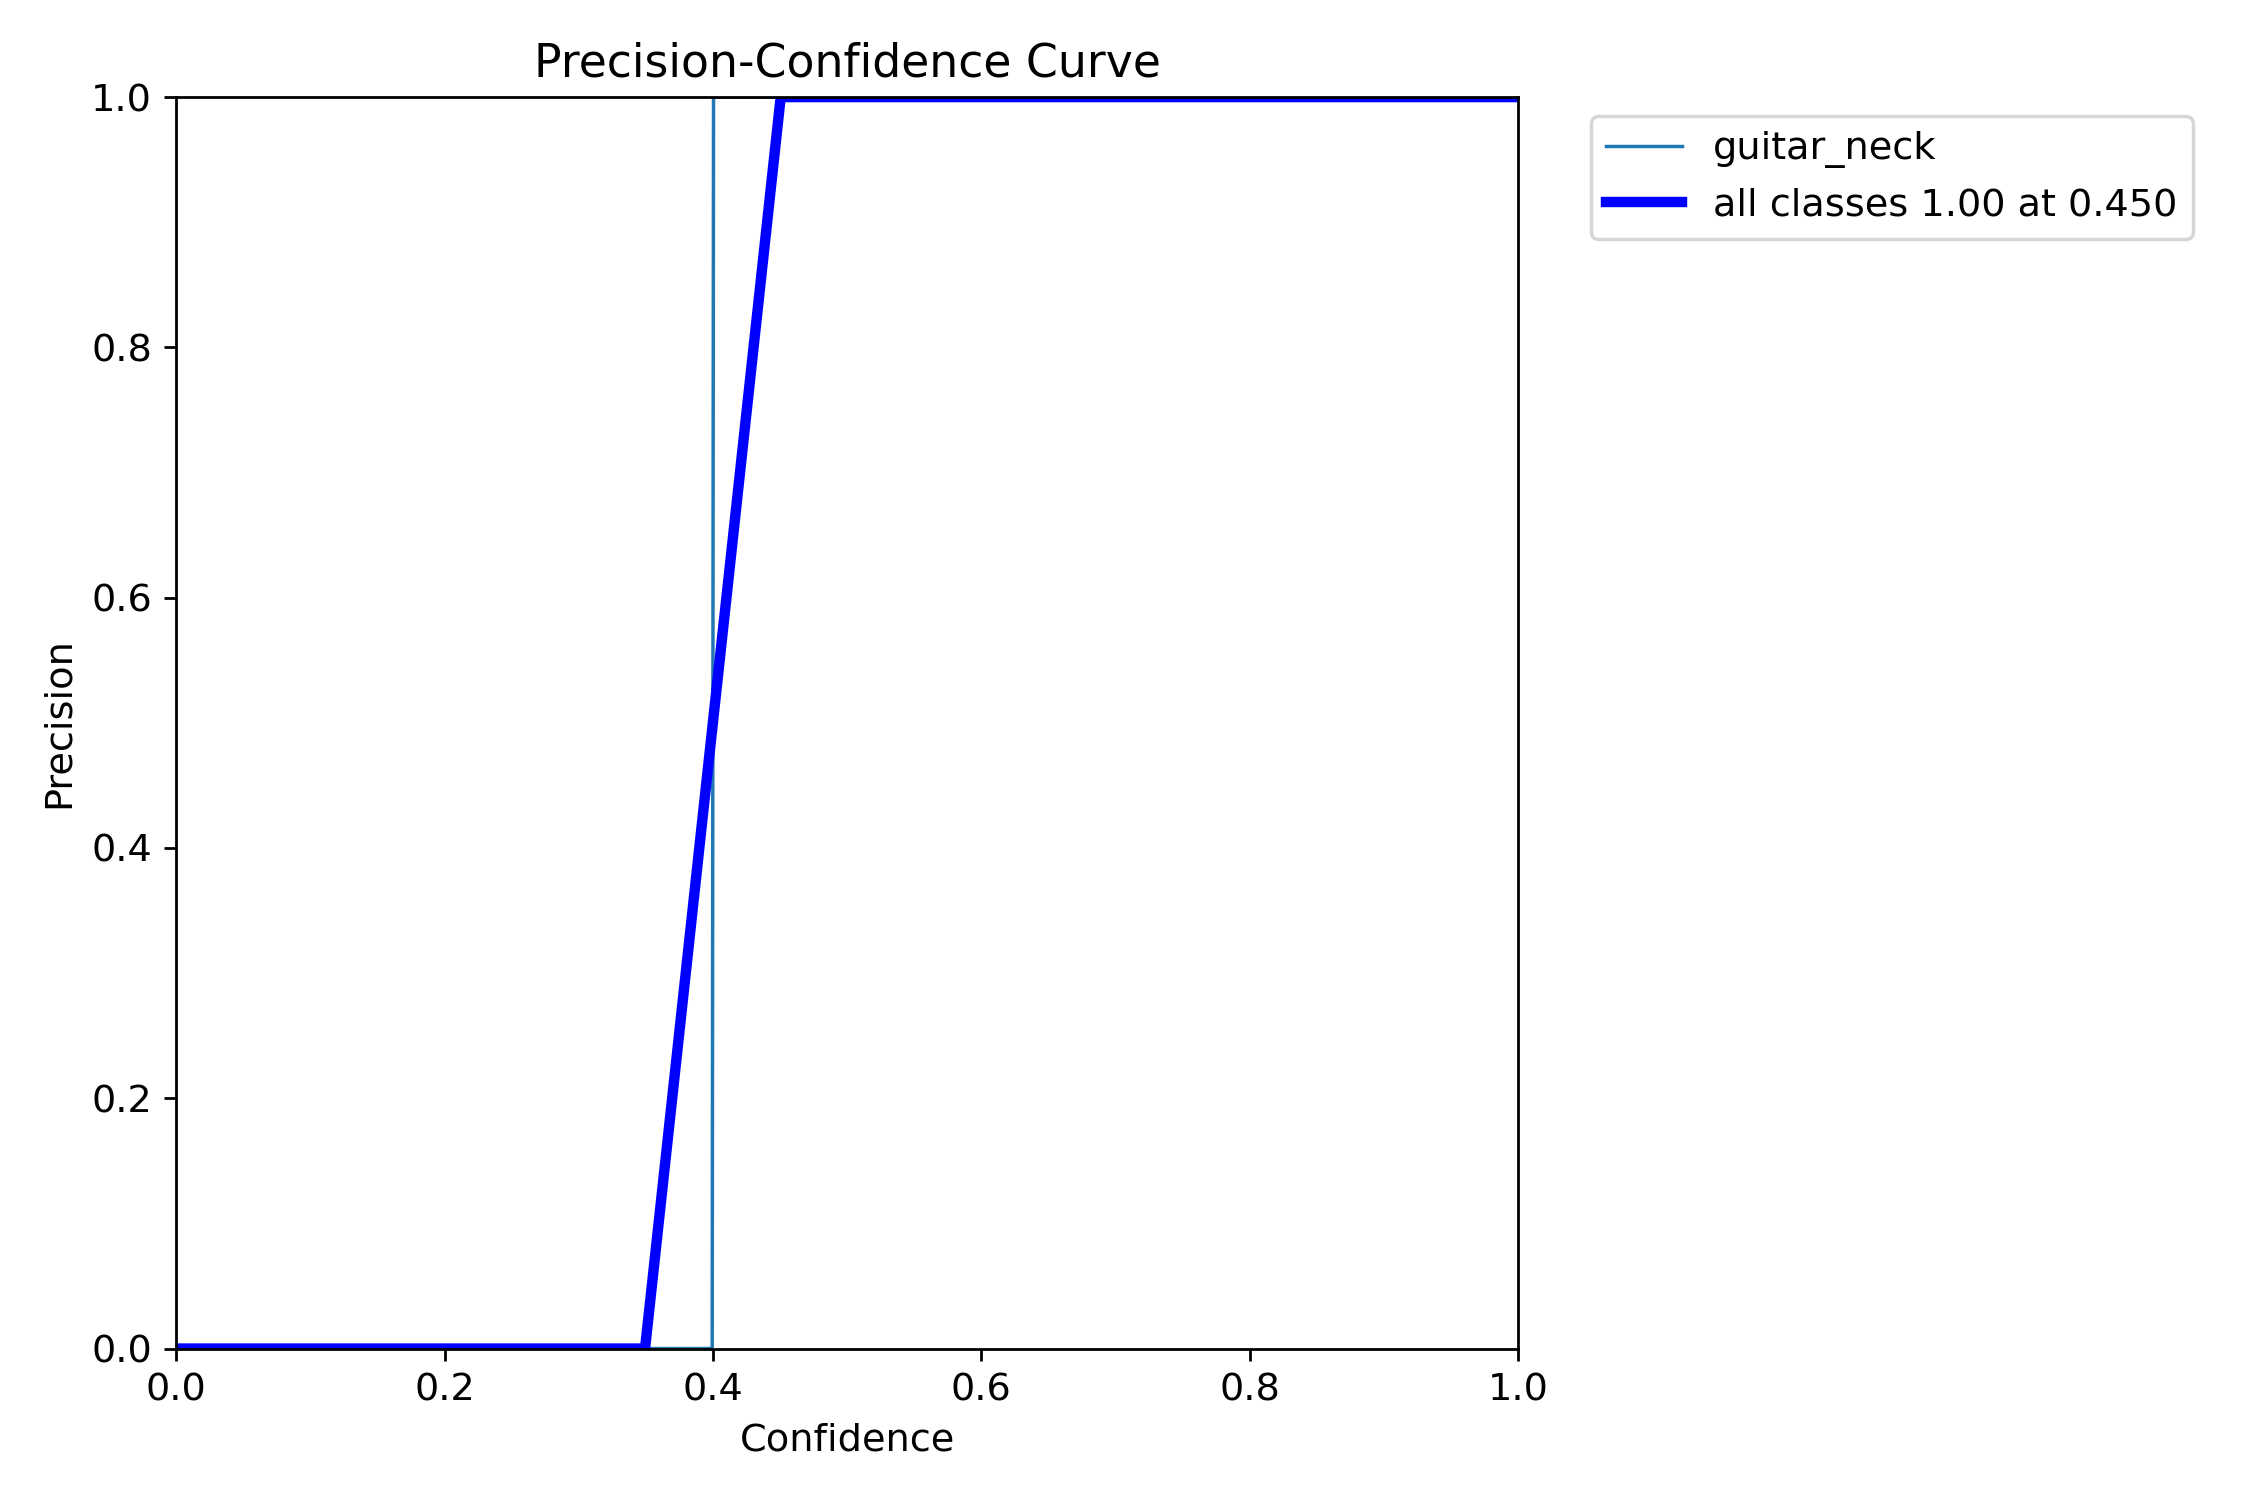 Precision-Confidence Curve
1.0
0.8
0.6
0.4
0.2
0.0
Precision
0.0 0.2 0.4 0.6 0.8 1.0
Confidence
guitar_neck
all classes 1.00 at 0.450